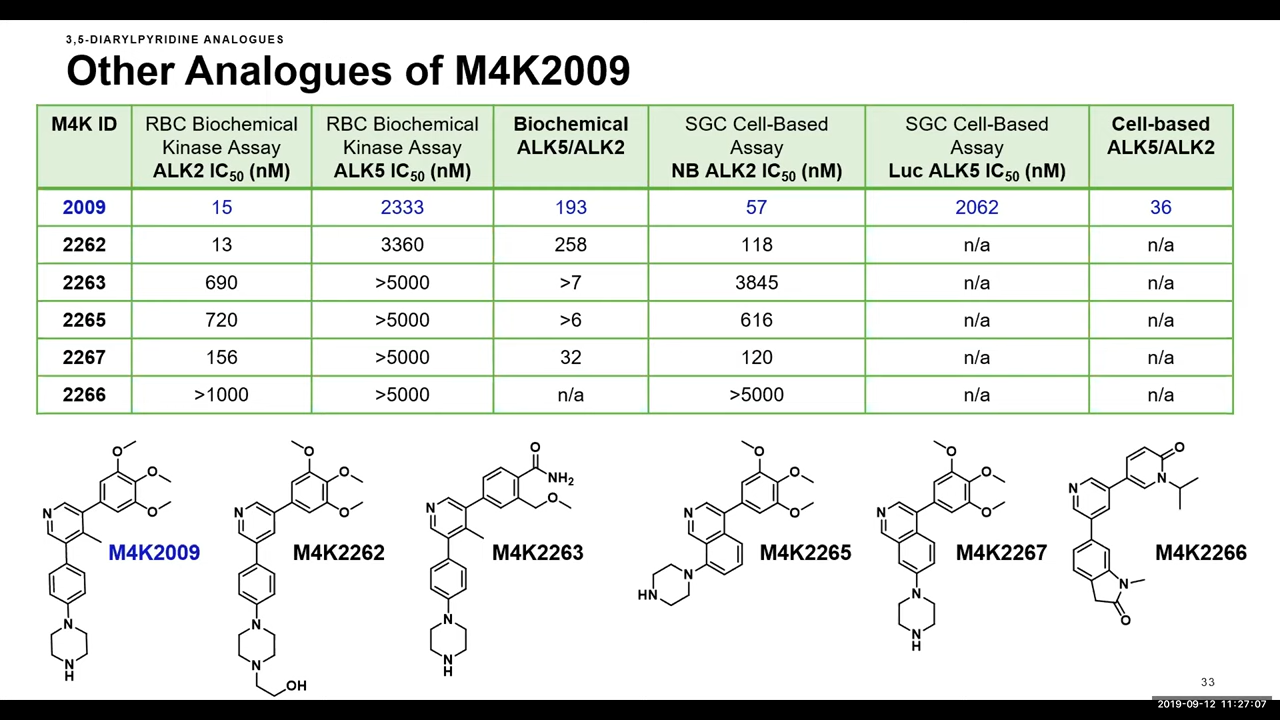 3,5-DIARYLPYRIDINE ANALOGUES
Other Analogues of M4K2009
M4K ID
RBC Biochemical
Kinase Assay
ALK2 IC50 (nM)
RBC Biochemical
Kinase Assay
ALK5 IC50 (nM)
Biochemical
ALK5/ALK2
SGC Cell-Based
Assay
NB ALK2 IC50 (nM)
SGC Cell-Based
Assay
Luc ALK5 IC50 (nM)
Cell-based
ALK5/ALK2
2009 15 2333 193 57 2062 36
2262 13 3360 258 118 n/a n/a
2263 690 >5000 >7 3845 n/a n/a
2265 720 >5000 >6 616 n/a n/a
2267 156 >5000 32 120 n/a n/a
2266 >1000 >5000 n/a >5000 n/a n/a
O
O
O
N
N
N
H
M4K2009
O
O
O
N
N
N
OH
M4K2262
O
NH2
O
N
N
N
H
M4K2263
O
O
O
N
N
HN
M4K2265
O
O
O
N
N
N
H
M4K2267
O
N
N
N
O
M4K2266
33
2019-09-12 11:27:07